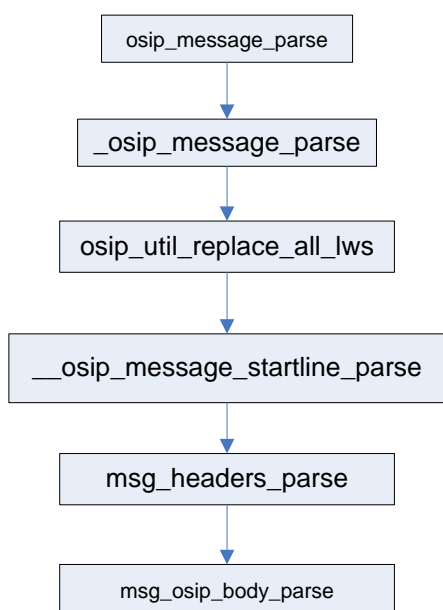 osip_message_parse
_osip_message_parse
osip_util_replace_all_lws
__osip_message_startline_parse
msg_headers_parse
msg_osip_body_parse